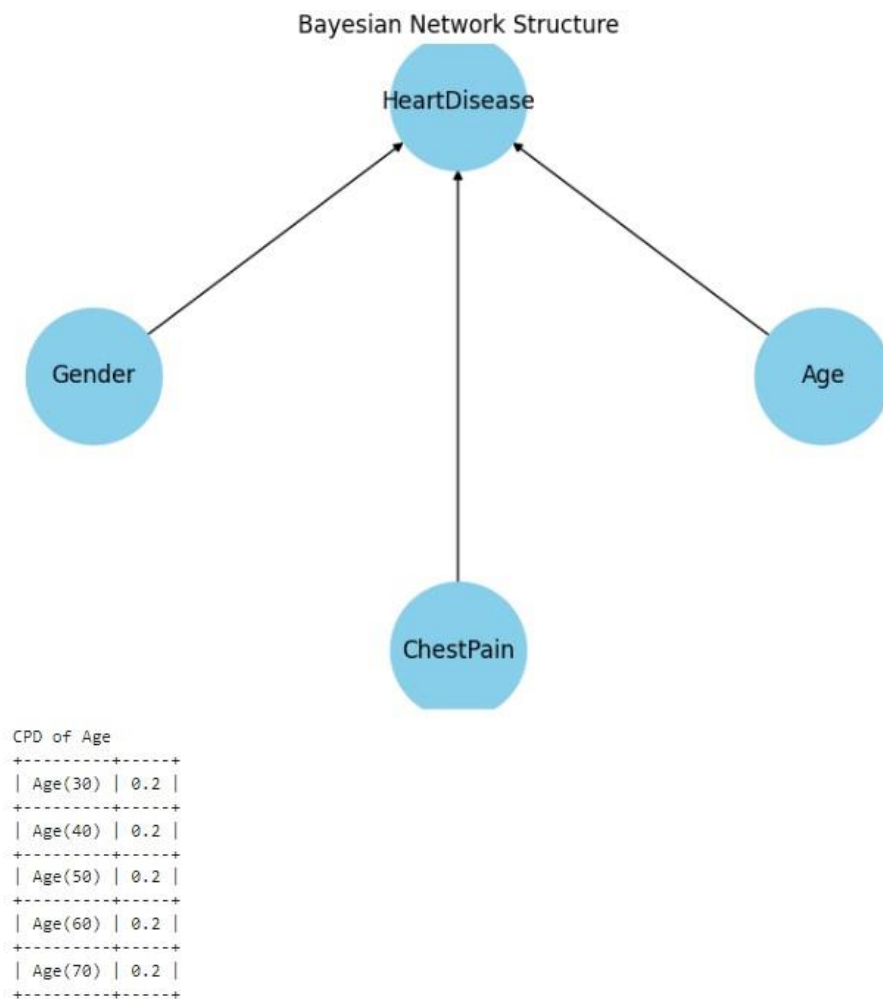 Bayesian Network Structure
HeartDisease
Gender
Age
ChestPain
CPD of Age
+---------+-----+
| Age(30) | 0.2 |
+---------+-----+
| Age(40) | 0.2 |
+---------+-----+
| Age(50) | 0.2 |
+---------+-----+
| Age(60) | 0.2 |
+---------+-----+
| Age(70) | 0.2 |
+---------+-----+